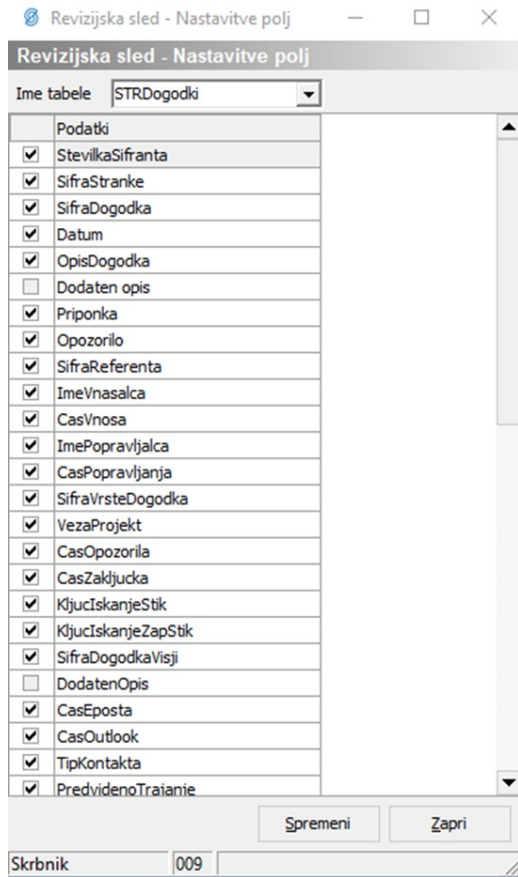 Revizijska sled - Nastavitve polj
Revizijska sled - Nastavitve polj
Ime tabele STRDogodki
Podatki
StevilkaSifranta
SifraStranke
SifraDogodka
Datum
OpisDogodka
Dodaten opis
Priponka
Opozorilo
SifraReferenta
ImeVnasalca
CasVnosa
ImePopravljalca
CasPopravljanja
SifraVrsteDogodka
VezaProjekt
CasOpozorila
CasZakljucka
KljucIskanjeStik
KljucIskanjeZapStik
SifraDogodkaVisji
DodatenOpis
CasEposta
CasOutlook
TipKontakta
PredvidenoTrajanje
Spremeni Zapri
Skrbnik 009